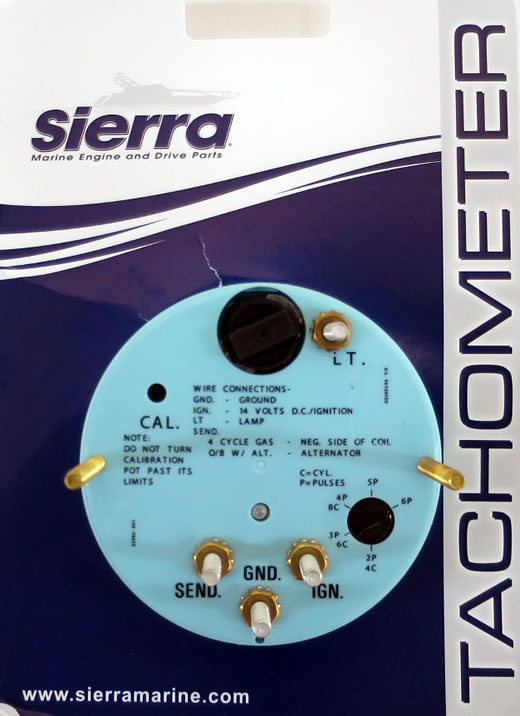 Sierra
Marine Engine and Drive Parts
TACHOMETER
LT.
U.S. PATENTED
CAL.
WIRE CONNECTIONS-
GND. - GROUND
IGN. - 14 VOLTS D.C./IGNITION
LT - LAMP
SEND.
4 CYCLE GAS - NEG. SIDE OF COIL
O/B W/ ALT. - ALTERNATOR
NOTE:
DO NOT TURN
CALIBRATION
POT PAST ITS
LIMITS
C=CYL.
P=PULSES
5P
4P
8C
6P
3P
6C
2P
4C
SEND.
GND.
IGN.
www.sierramarine.com